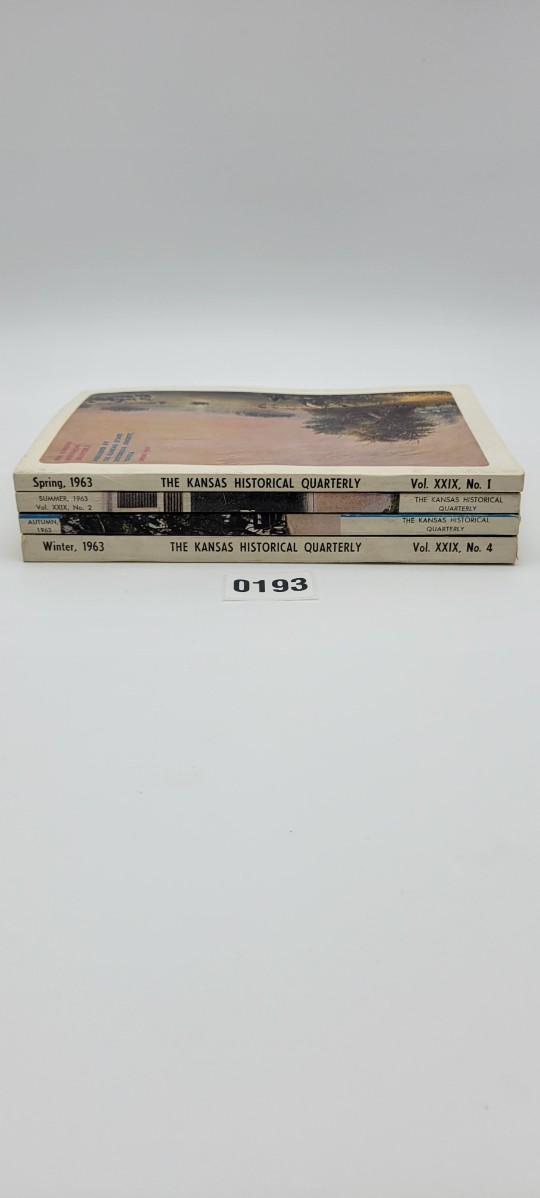 Spring, 1963 THE KANSAS HISTORICAL QUARTERLY Vol. XXIX, No. 1
SUMMER, 1963
Vol. XXIX, No. 2
THE KANSAS HISTORICAL
QUARTERLY
AUTUMN,
1963
THE KANSAS HISTORICAL
QUARTERLY
Winter, 1963 THE KANSAS HISTORICAL QUARTERLY Vol. XXIX, No. 4
0193